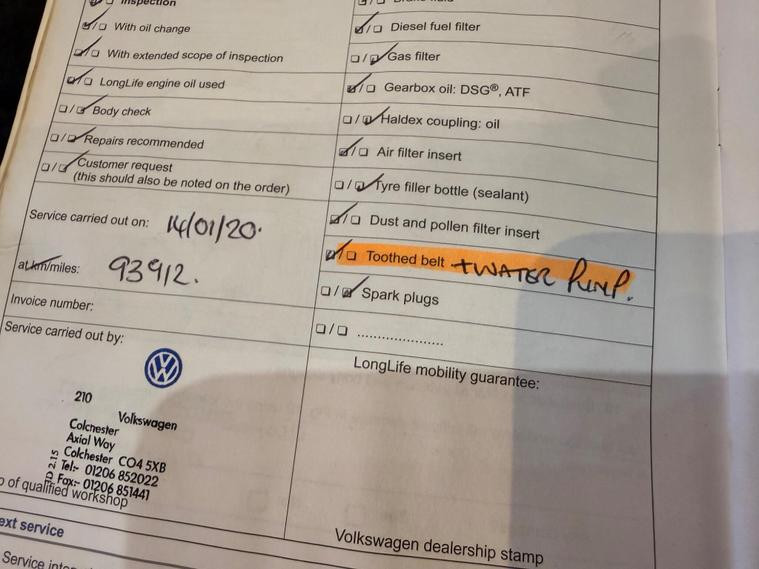 Inspection
☑/☐ With oil change
☑/☐ With extended scope of inspection
☑/☐ LongLife engine oil used
☐/☑ Body check
☐/☑ Repairs recommended
☐/☑ Customer request
(this should also be noted on the order)
Service carried out on: 14/01/20.
at km/miles: 93912.
Invoice number:
Service carried out by:
VW
210
Volkswagen
Colchester
Axial Way
Colchester CO4 5XB
Tel:- 01206 852022
Fax:- 01206 851441
JD 2.15
p of qualified workshop
ext service
Service
☑/☐ Diesel fuel filter
☐/☑ Gas filter
☑/☐ Gearbox oil: DSG®, ATF
☐/☑ Haldex coupling: oil
☑/☐ Air filter insert
☐/☑ Tyre filler bottle (sealant)
☑/☐ Dust and pollen filter insert
☑/☐ Toothed belt +WATER PUMP.
☐/☑ Spark plugs
☐/☐ ......................
LongLife mobility guarantee:
Volkswagen dealership stamp